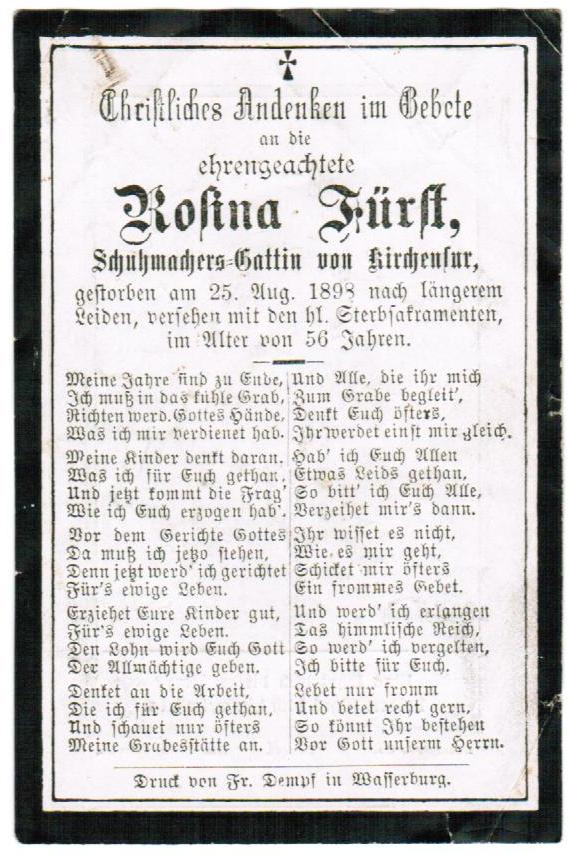 Christliches Andenken im Gebete
an die
ehrengeachtete
Rosina Fürst,
Schuhmachers-Gattin von Kirchensur,
gestorben am 25. Aug. 1898 nach längerem
Leiden, versehen mit den hl. Sterbsakramenten,
im Alter von 56 Jahren.
Meine Jahre sind zu Ende,
Ich muß in das kühle Grab,
Richten werd. Gottes Hände,
Was ich mir verdienet hab.
Meine Kinder denkt daran.
Was ich für Euch gethan,
Und jetzt kommt die Frag'
Wie ich Euch erzogen hab'.
Vor dem Gerichte Gottes
Da muß ich jetzo stehen,
Denn jetzt werd' ich gerichtet
Für's ewige Leben.
Erziehet Eure Kinder gut,
Für's ewige Leben.
Den Lohn wird Euch Gott
Der Allmächtige geben.
Denket an die Arbeit,
Die ich für Euch gethan,
Und schauet nur öfters
Meine Grabesstätte an.
Und Alle, die ihr mich
Zum Grabe begleit',
Denkt Euch öfters,
Ihr werdet einst mir gleich.
Hab' ich Euch Allen
Etwas Leids gethan,
So bitt' ich Euch Alle,
Verzeihet mir's dann.
Ihr wisset es nicht,
Wie es mir geht,
Schicket mir öfters
Ein frommes Gebet.
Und werd' ich erlangen
Das himmlische Reich,
So werd' ich vergelten,
Ich bitte für Euch.
Lebet nur fromm
Und betet recht gern,
So könnt Ihr bestehen
Vor Gott unserm Herrn.
Druck von Fr. Dempf in Wasserburg.